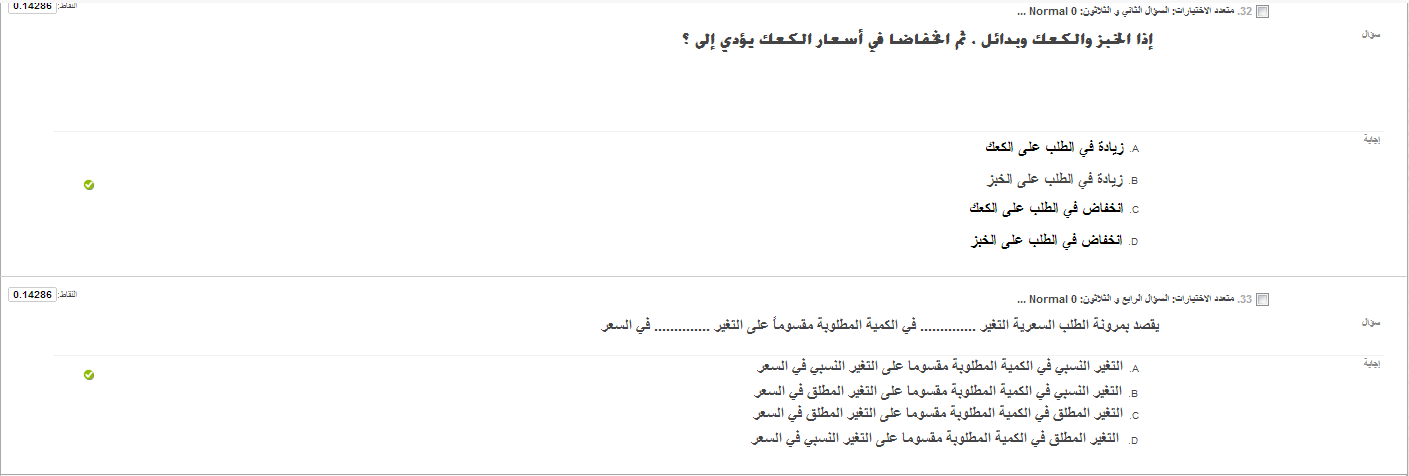 32. متعدد الاختيارات: السؤال الثاني و الثلاثون: Normal 0 ...
النقاط: 0.14286
سؤال
إذا الخبز والكعك وبدائل ، ثم انخفاضا في أسعار الكعك يؤدي إلى ؟
إجابة
A. زيادة في الطلب على الكعك
B. زيادة في الطلب على الخبز
C. انخفاض في الطلب على الكعك
D. انخفاض في الطلب على الخبز
33. متعدد الاختيارات: السؤال الرابع و الثلاثون: Normal 0 ...
النقاط: 0.14286
سؤال
يقصد بمرونة الطلب السعرية التغير .............. في الكمية المطلوبة مقسوماً على التغير .............. في السعر
إجابة
A. التغير النسبي في الكمية المطلوبة مقسوما على التغير النسبي في السعر
B. التغير النسبي في الكمية المطلوبة مقسوما على التغير المطلق في السعر
C. التغير المطلق في الكمية المطلوبة مقسوما على التغير المطلق في السعر
D. التغير المطلق في الكمية المطلوبة مقسوما على التغير النسبي في السعر